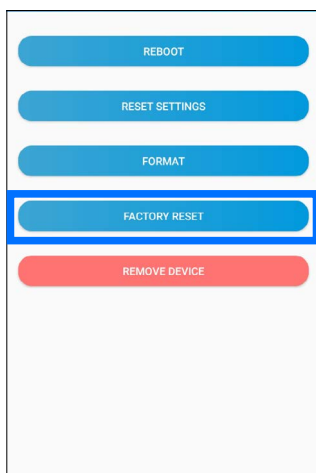 REBOOT
RESET SETTINGS
FORMAT
FACTORY RESET
REMOVE DEVICE